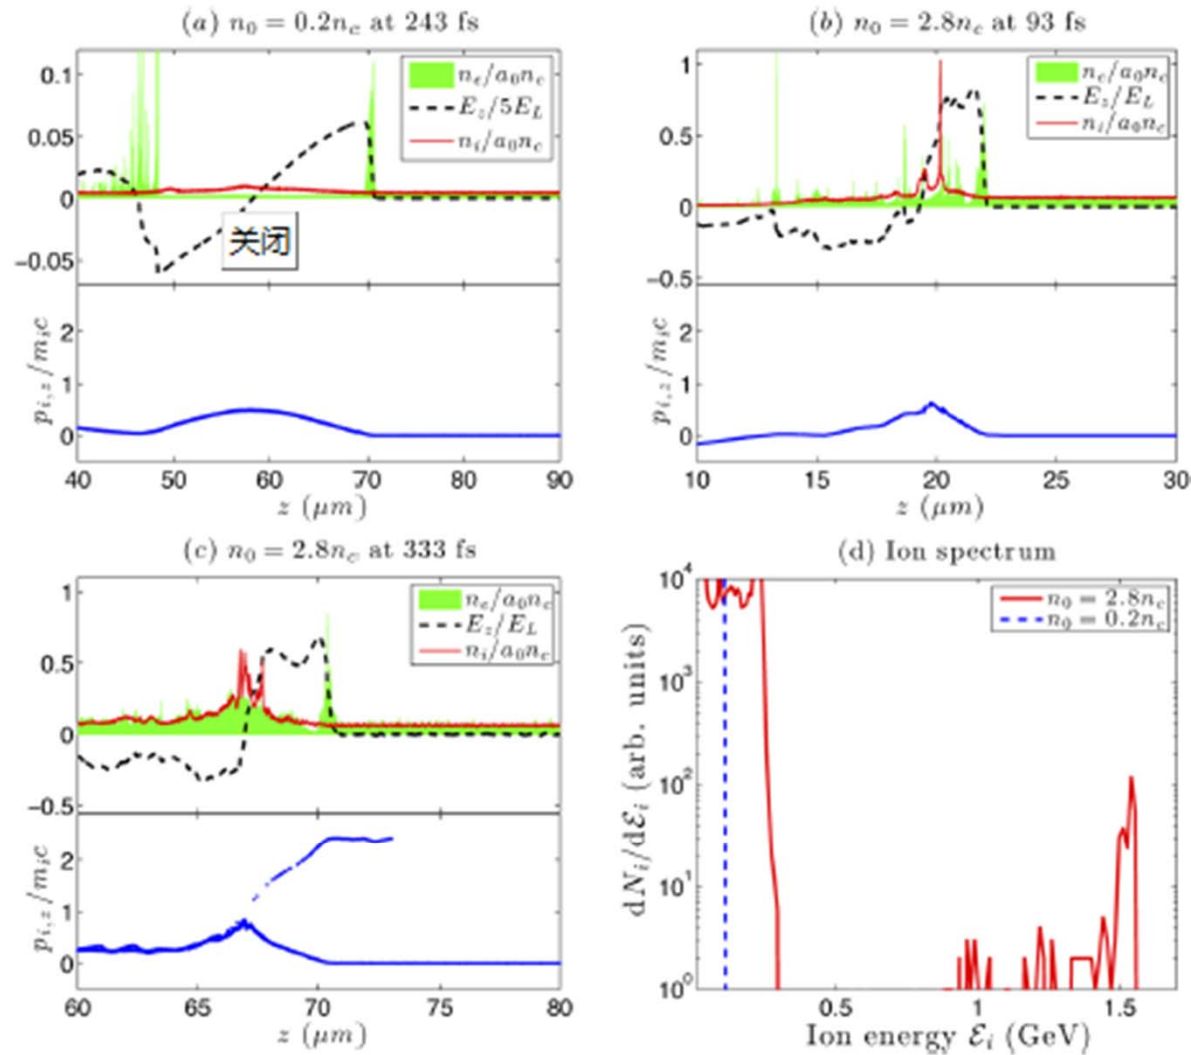 (a) n₀ = 0.2n_c at 243 fs
0.1
0.05
0
−0.05
n_e/a₀n_c
E_z/5E_L
n_i/a₀n_c
关闭
2
1
0
p_{i,z}/m_ic
40 50 60 70 80 90
z (μm)
(b) n₀ = 2.8n_c at 93 fs
1
0.5
0
−0.5
n_e/a₀n_c
E_z/E_L
n_i/a₀n_c
2
1
0
p_{i,z}/m_ic
10 15 20 25 30
z (μm)
(c) n₀ = 2.8n_c at 333 fs
1
0.5
0
−0.5
n_e/a₀n_c
E_z/E_L
n_i/a₀n_c
2
1
0
p_{i,z}/m_ic
60 65 70 75 80
z (μm)
(d) Ion spectrum
10⁴
10³
10²
10¹
10⁰
n₀ = 2.8n_c
n₀ = 0.2n_c
dN_i/dℰ_i (arb. units)
0.5 1 1.5
Ion energy ℰ_i (GeV)